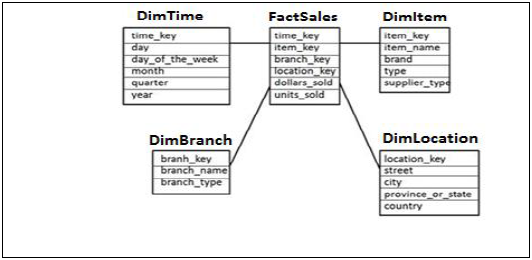 DimTime
time_key
day
day_of_the_week
month
quarter
year
FactSales
time_key
item_key
branch_key
location_key
dollars_sold
units_sold
DimItem
item_key
item_name
brand
type
supplier_type
DimBranch
branh_key
branch_name
branch_type
DimLocation
location_key
street
city
province_or_state
country